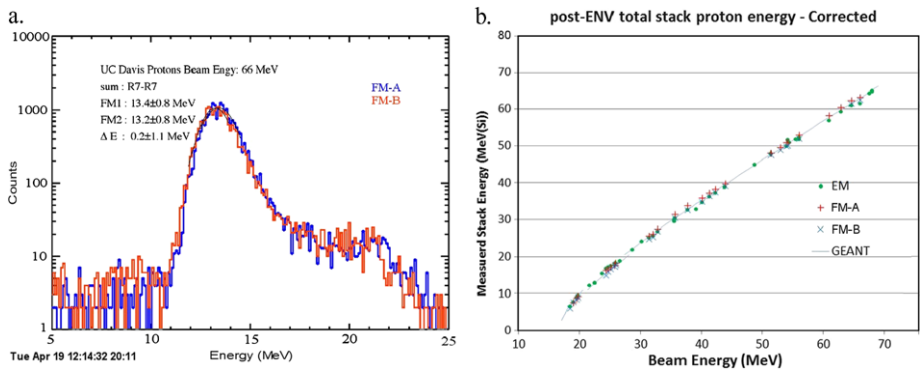 a.
10000
1000
100
10
1
Counts
UC Davis Protons Beam Engy: 66 MeV
sum : R7-R7
FM1 : 13.4±0.8 MeV
FM2 : 13.2±0.8 MeV
Δ E : 0.2±1.1 MeV
FM-A
FM-B
5 10 15 20 25
Energy (MeV)
Tue Apr 19 12:14:32 20:11
b.
post-ENV total stack proton energy - Corrected
80
70
60
50
40
30
20
10
0
Measuerd Stack Energy (MeV(Si))
EM
FM-A
FM-B
GEANT
10 20 30 40 50 60 70
Beam Energy (MeV)